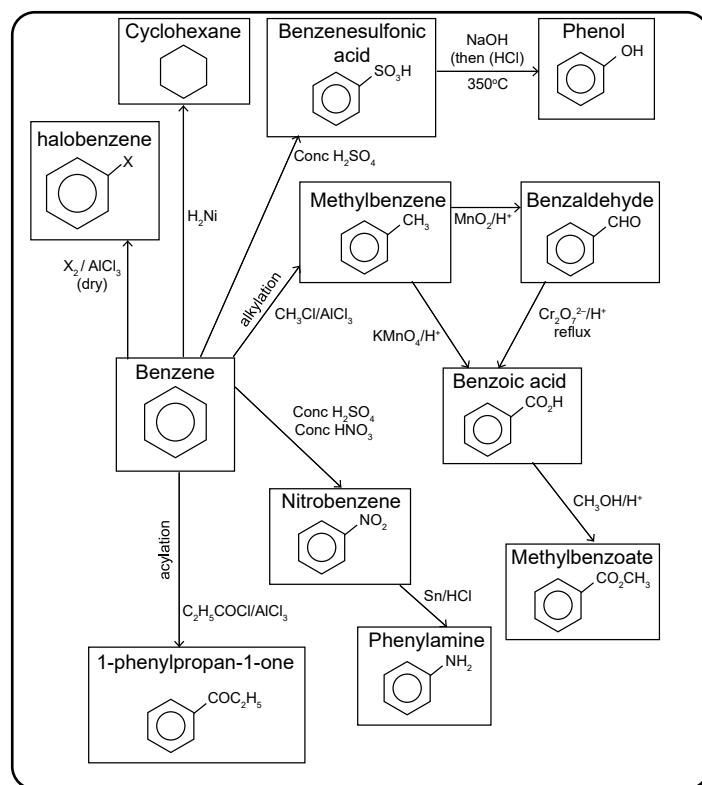 Cyclohexane
Benzenesulfonic
acid
SO₃H
NaOH
(then (HCl)
350°C
Phenol
OH
halobenzene
X
H₂Ni
Conc H₂SO₄
X₂ / AlCl₃
(dry)
alkylation
CH₃Cl/AlCl₃
Methylbenzene
CH₃
MnO₂/H⁺
Benzaldehyde
CHO
KMnO₄/H⁺
Cr₂O₇²⁻/H⁺
reflux
Benzene
Benzoic acid
CO₂H
Conc H₂SO₄
Conc HNO₃
Nitrobenzene
NO₂
CH₃OH/H⁺
Methylbenzoate
CO₂CH₃
acylation
C₂H₅COCl/AlCl₃
Sn/HCl
1-phenylpropan-1-one
COC₂H₅
Phenylamine
NH₂